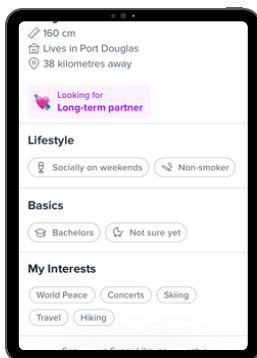 160 cm
Lives in Port Douglas
38 kilometres away
Looking for
Long-term partner
Lifestyle
Socially on weekends
Non-smoker
Basics
Bachelors
Not sure yet
My Interests
World Peace
Concerts
Skiing
Travel
Hiking